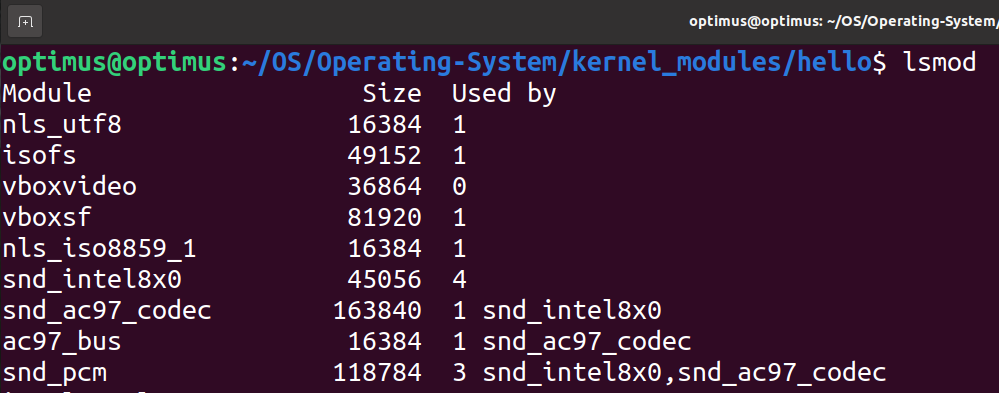 optimus@optimus: ~/OS/Operating-System/
optimus@optimus:~/OS/Operating-System/kernel_modules/hello$ lsmod
Module                  Size  Used by
nls_utf8               16384  1
isofs                  49152  1
vboxvideo              36864  0
vboxsf                 81920  1
nls_iso8859_1          16384  1
snd_intel8x0           45056  4
snd_ac97_codec        163840  1 snd_intel8x0
ac97_bus               16384  1 snd_ac97_codec
snd_pcm               118784  3 snd_intel8x0,snd_ac97_codec